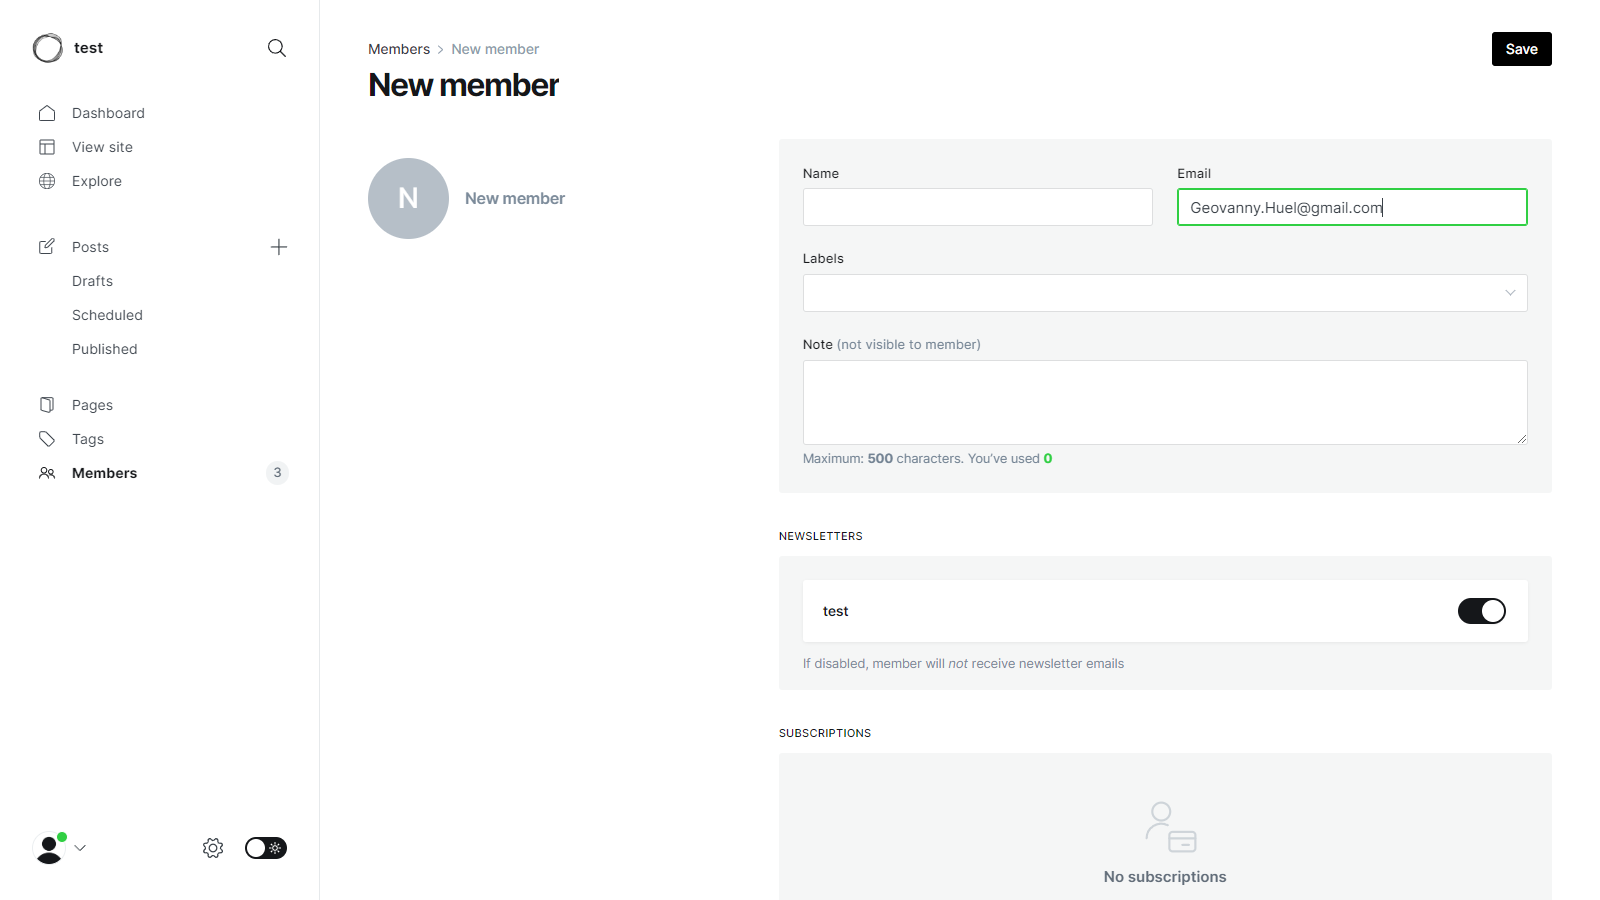 test
Dashboard
View site
Explore
Posts
Drafts
Scheduled
Published
Pages
Tags
Members 3
Members > New member
New member
Save
N New member
Name
Email
Geovanny.Huel@gmail.com
Labels
Note (not visible to member)
Maximum: 500 characters. You've used 0
NEWSLETTERS
test
If disabled, member will not receive newsletter emails
SUBSCRIPTIONS
No subscriptions